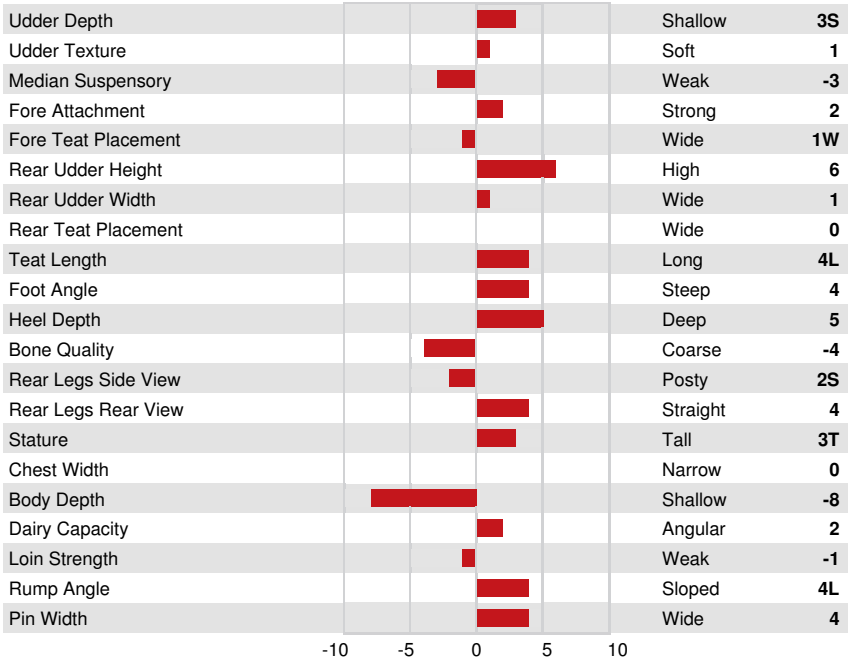 Udder Depth Shallow 3S
Udder Texture Soft 1
Median Suspensory Weak -3
Fore Attachment Strong 2
Fore Teat Placement Wide 1W
Rear Udder Height High 6
Rear Udder Width Wide 1
Rear Teat Placement Wide 0
Teat Length Long 4L
Foot Angle Steep 4
Heel Depth Deep 5
Bone Quality Coarse -4
Rear Legs Side View Posty 2S
Rear Legs Rear View Straight 4
Stature Tall 3T
Chest Width Narrow 0
Body Depth Shallow -8
Dairy Capacity Angular 2
Loin Strength Weak -1
Rump Angle Sloped 4L
Pin Width Wide 4
-10 -5 0 5 10